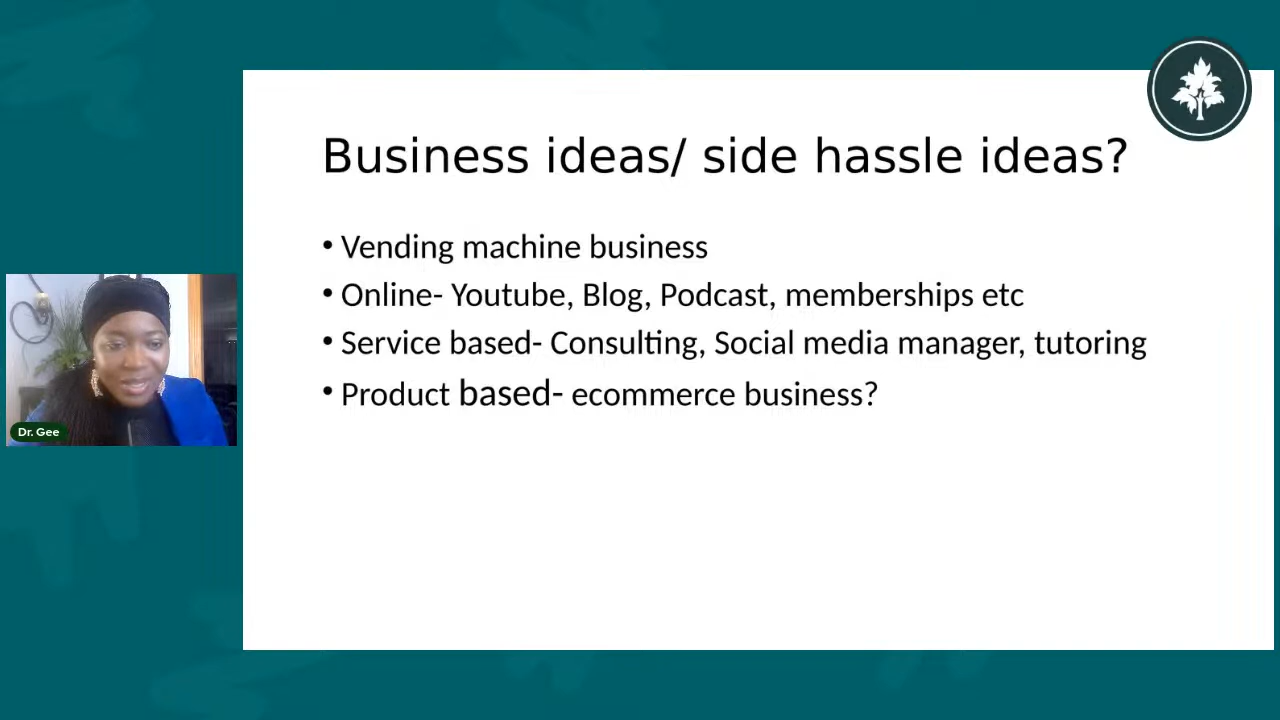 Business ideas/ side hassle ideas?
• Vending machine business
• Online- Youtube, Blog, Podcast, memberships etc
• Service based- Consulting, Social media manager, tutoring
• Product based- ecommerce business?
Dr. Gee